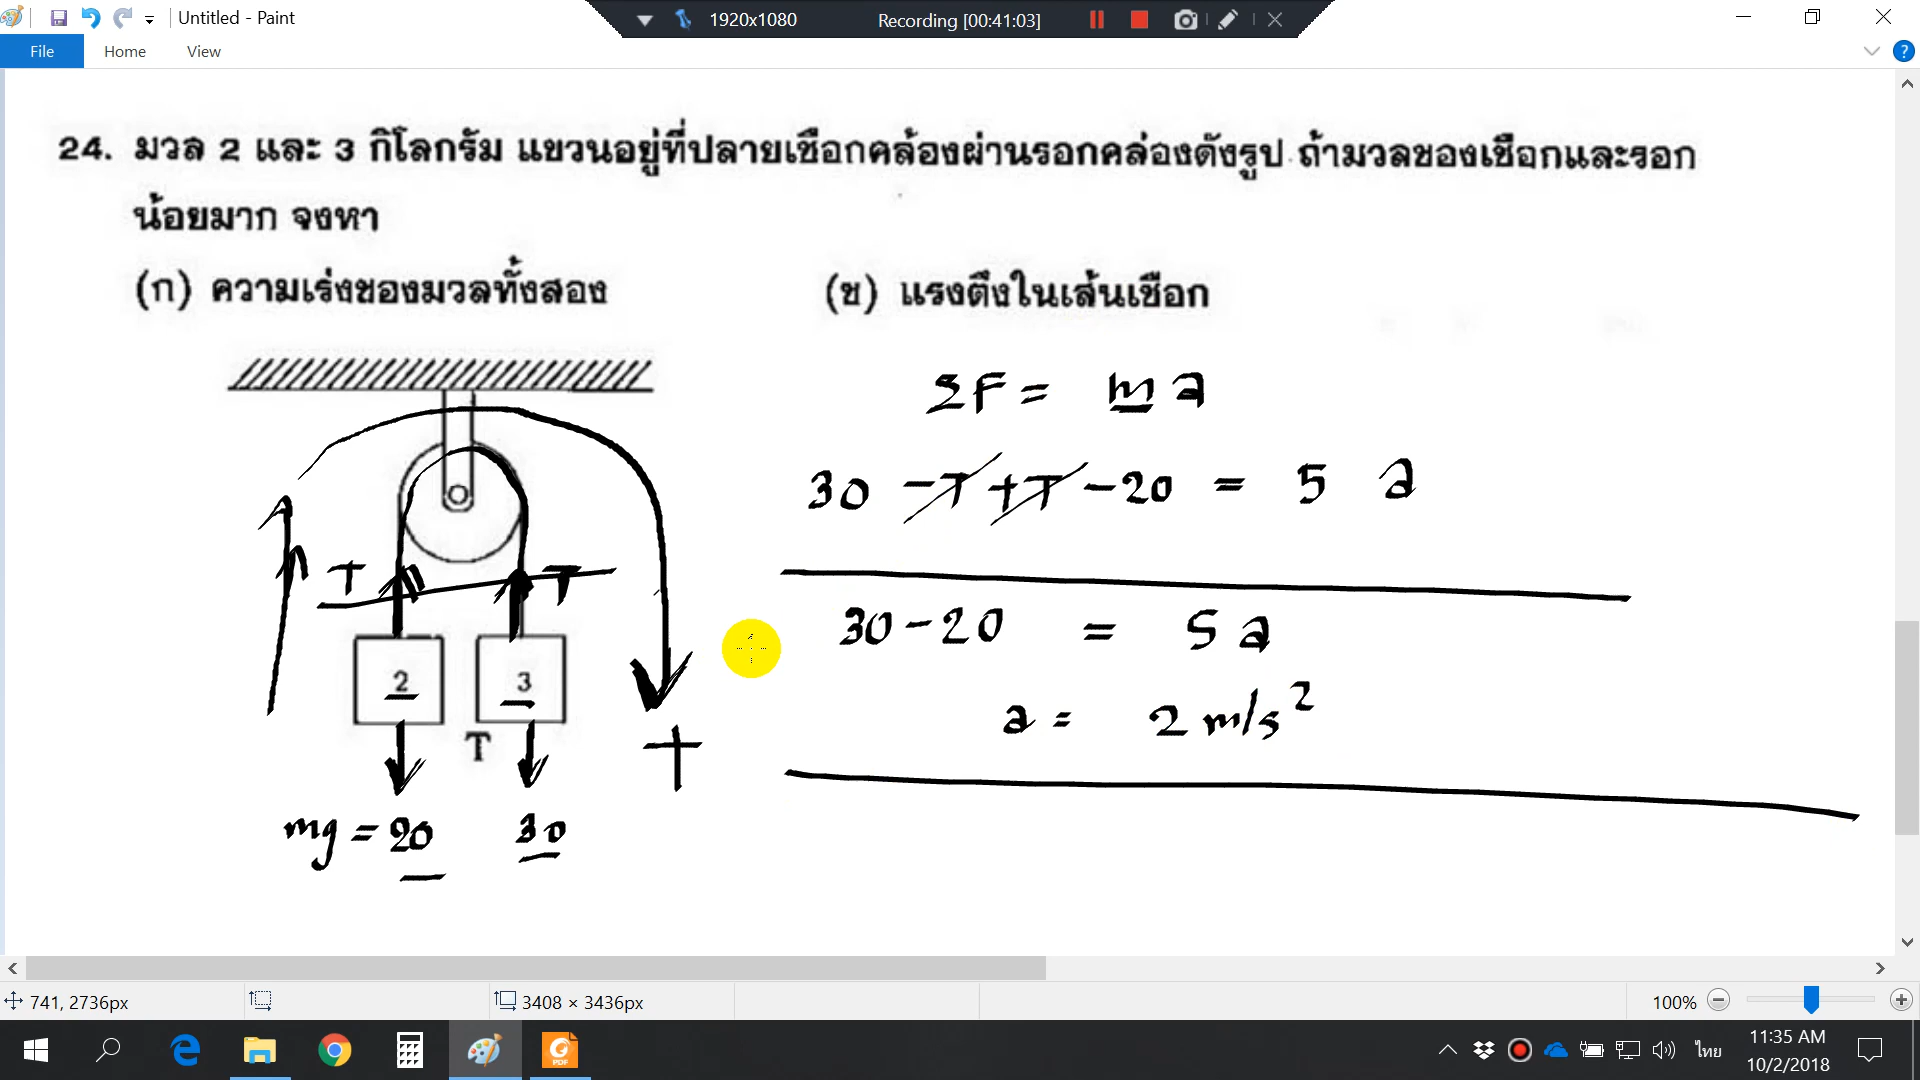 Untitled - Paint
1920x1080
Recording [00:41:03]
File
Home
View
24. มวล 2 และ 3 กิโลกรัม แขวนอยู่ที่ปลายเชือกคล้องผ่านรอกคล่องดังรูป ถ้ามวลของเชือกและรอก
น้อยมาก จงหา
(ก) ความเร่งของมวลทั้งสอง
(ข) แรงตึงในเส้นเชือก
ΣF = ma
30 -T +T -20 = 5 a
T
T
30-20 = 5a
2
3
a = 2 m/s²
T
+
mg = 20
30
741, 2736px
3408 × 3436px
100%
PDF
ไทย
11:35 AM
10/2/2018